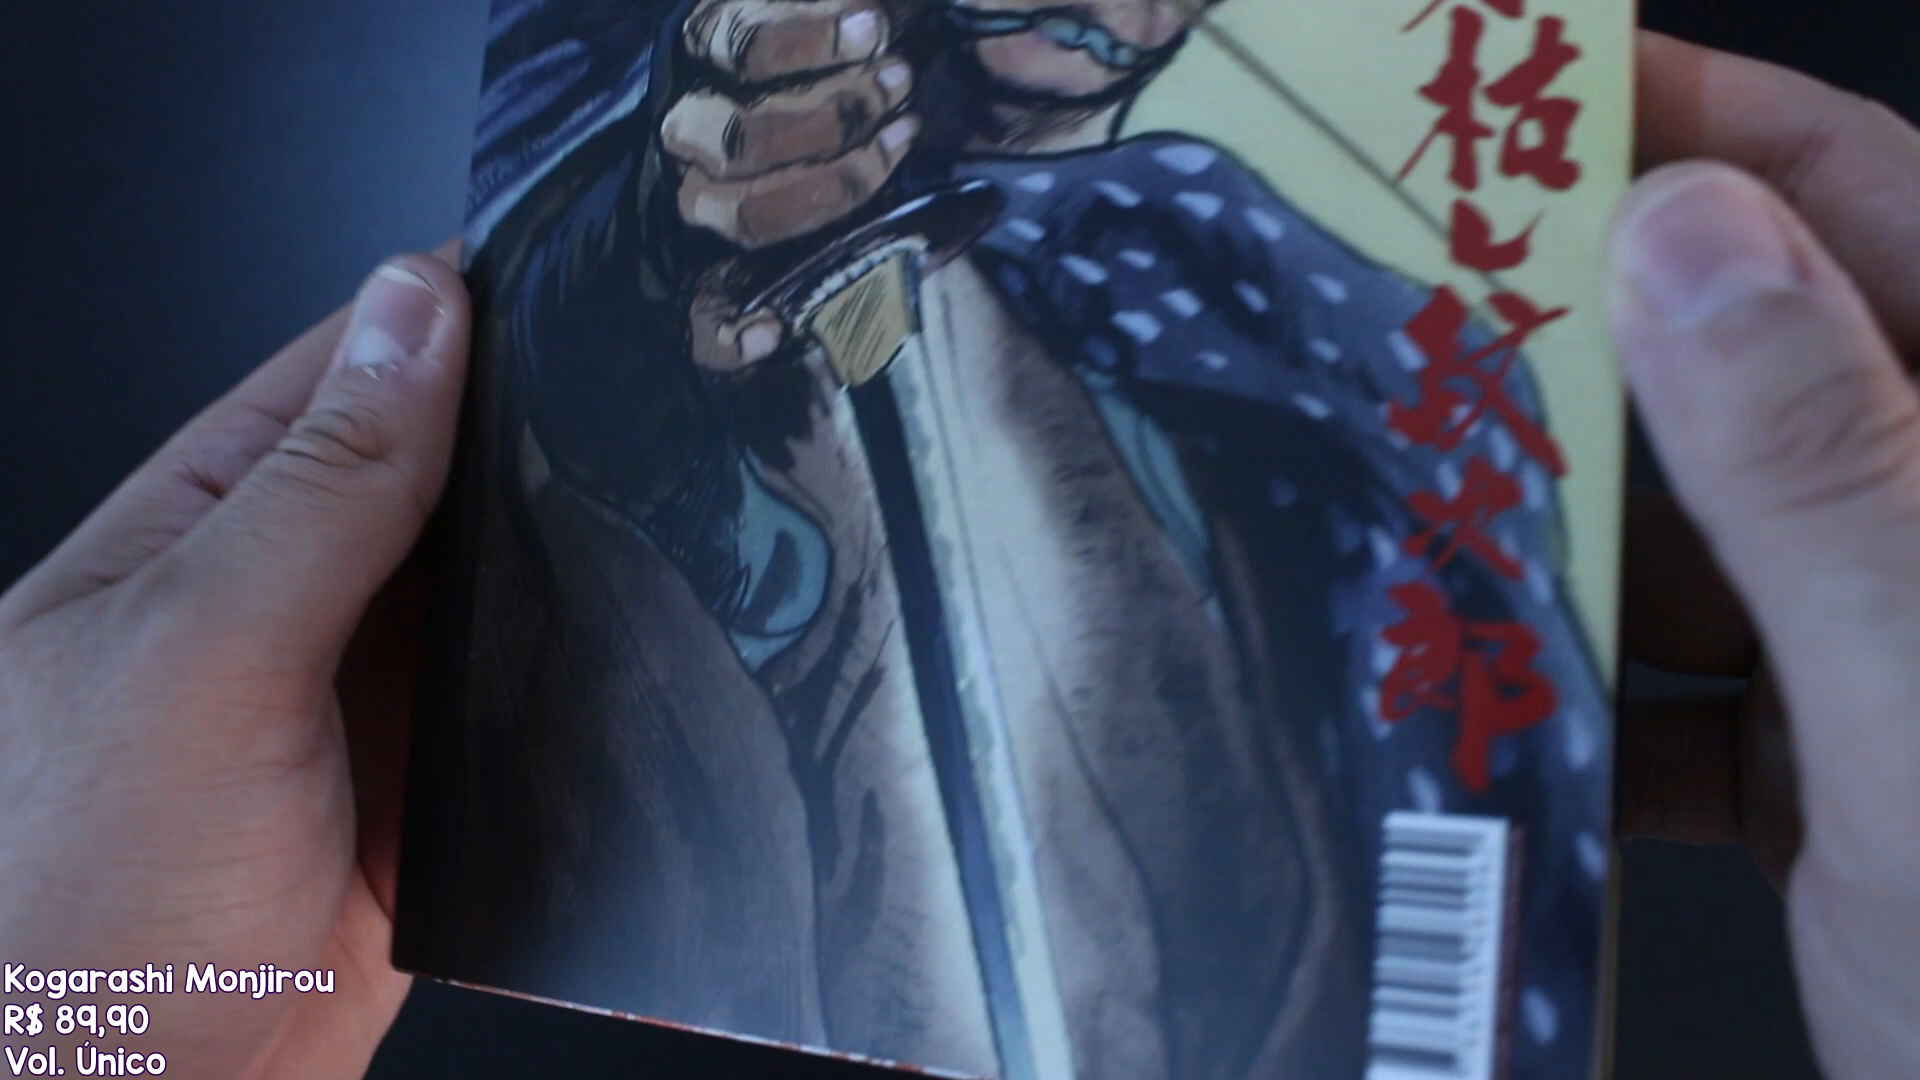 枯し紋次郎
Kogarashi Monjirou
R$ 89,90
Vol. Único